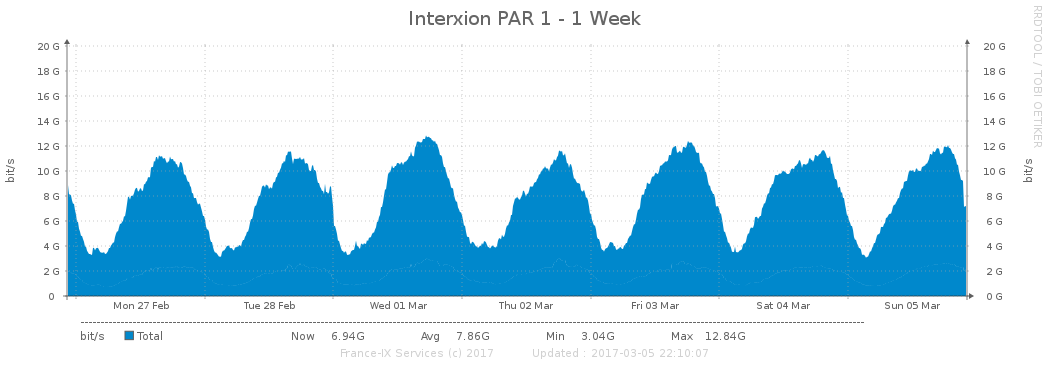 Interxion PAR 1 - 1 Week
RRDTOOL / TOBI OETIKER
bit/s
20 G 20 G
18 G 18 G
16 G 16 G
14 G 14 G
12 G 12 G
10 G 10 G
8 G 8 G
6 G 6 G
4 G 4 G
2 G 2 G
0 0 G
bit/s
Mon 27 Feb Tue 28 Feb Wed 01 Mar Thu 02 Mar Fri 03 Mar Sat 04 Mar Sun 05 Mar
bit/s Total Now 6.94G Avg 7.86G Min 3.04G Max 12.84G
France-IX Services (c) 2017 Updated : 2017-03-05 22:10:07